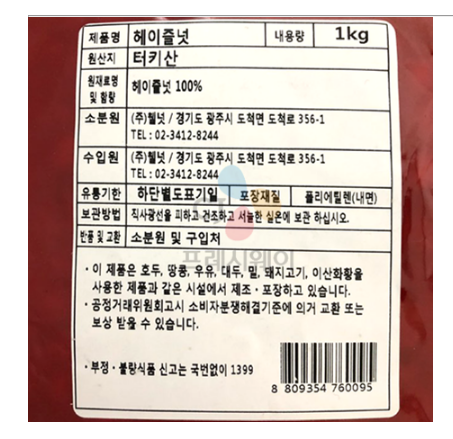 제품명 헤이즐넛 내용량 1kg
원산지 터키산
원재료명 및 함량 헤이즐넛 100%
소분원 (주)웰넛 / 경기도 광주시 도척면 도척로 356-1
TEL : 02-3412-8244
수입원 (주)웰넛 / 경기도 광주시 도척면 도척로 356-1
TEL : 02-3412-8244
유통기한 하단별도표기일 포장재질 폴리에틸렌(내면)
보관방법 직사광선을 피하고 건조하고 서늘한 실온에 보관 하십시오.
반품 및 교환 소분원 및 구입처
프레시웨이
· 이 제품은 호두, 땅콩, 우유, 대두, 밀, 돼지고기, 이산화황을
사용한 제품과 같은 시설에서 제조 · 포장하고 있습니다.
· 공정거래위원회고시 소비자분쟁해결기준에 의거 교환 또는
보상 받을 수 있습니다.
· 부정 · 불량식품 신고는 국번없이 1399
8 809354 760095